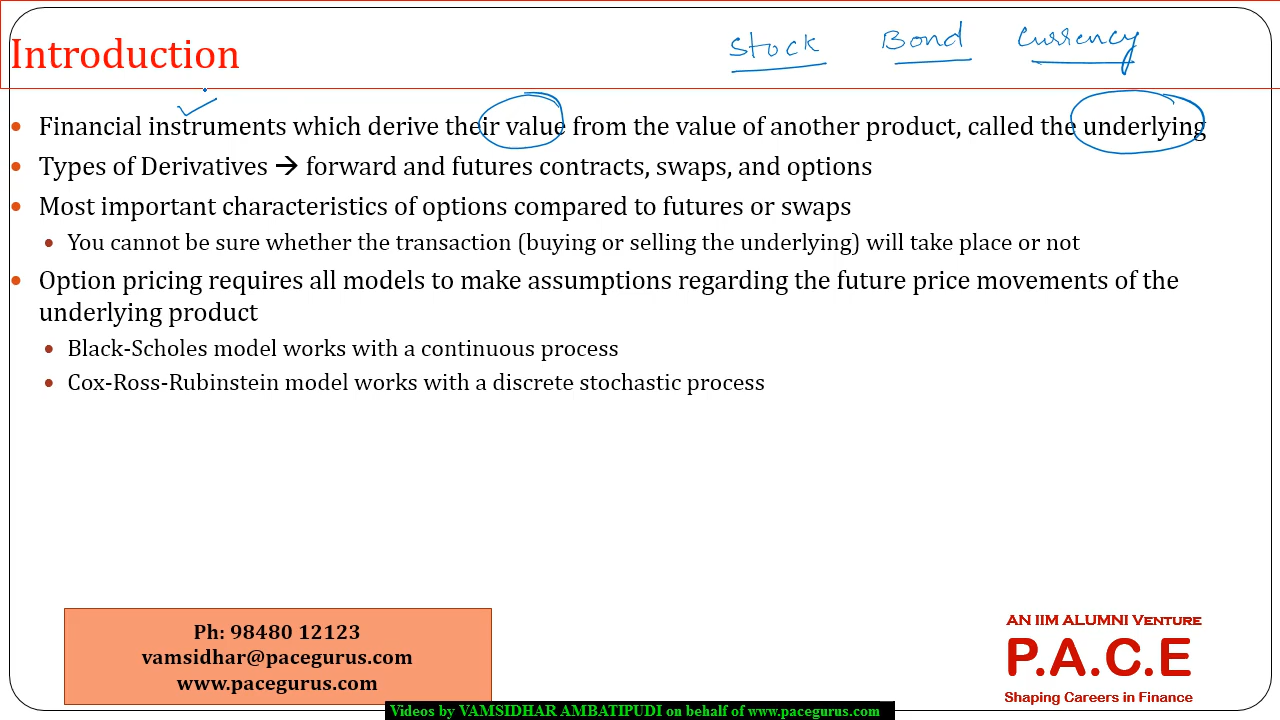 Introduction
Stock Bond Currency
• Financial instruments which derive their value from the value of another product, called the underlying
• Types of Derivatives → forward and futures contracts, swaps, and options
• Most important characteristics of options compared to futures or swaps
• You cannot be sure whether the transaction (buying or selling the underlying) will take place or not
• Option pricing requires all models to make assumptions regarding the future price movements of the
underlying product
• Black-Scholes model works with a continuous process
• Cox-Ross-Rubinstein model works with a discrete stochastic process
Ph: 98480 12123
vamsidhar@pacegurus.com
www.pacegurus.com
AN IIM ALUMNI VENTURE
P.A.C.E
Shaping Careers in Finance
Videos by VAMSIDHAR AMBATIPUDI on behalf of www.pacegurus.com